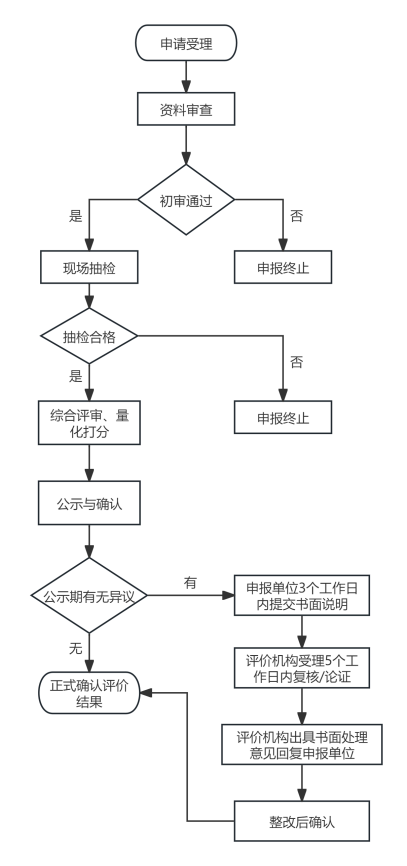 申请受理
资料审查
初审通过
是
否
现场抽检
申报终止
抽检合格
否
是
综合评审、量
化打分
申报终止
公示与确认
公示期有无异议
有
申报单位3个工作日
内提交书面说明
无
评价机构受理5个工
作日内复核/论证
正式确认评价
结果
评价机构出具书面处理
意见回复申报单位
整改后确认